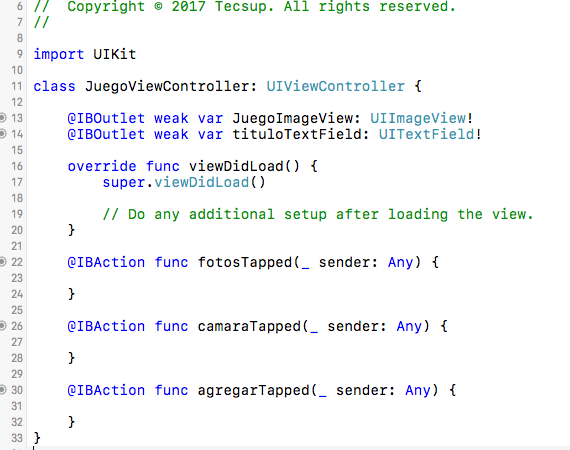 6 //  Copyright © 2017 Tecsup. All rights reserved.
7 //
8
9 import UIKit
10
11 class JuegoViewController: UIViewController {
12
13     @IBOutlet weak var JuegoImageView: UIImageView!
14     @IBOutlet weak var tituloTextField: UITextField!
15
16     override func viewDidLoad() {
17         super.viewDidLoad()
18
19         // Do any additional setup after loading the view.
20     }
21
22     @IBAction func fotosTapped(_ sender: Any) {
23
24     }
25
26     @IBAction func camaraTapped(_ sender: Any) {
27
28     }
29
30     @IBAction func agregarTapped(_ sender: Any) {
31
32     }
33 }